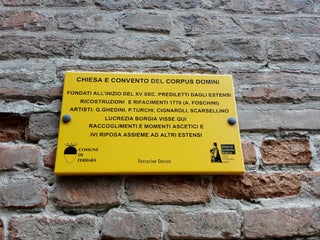 CHIESA E CONVENTO DEL CORPUS DOMINI
FONDATI ALL'INIZIO DEL XV SEC. PREDILETTI DAGLI ESTENSI
RICOSTRUZIONI E RIFACIMENTI 1770 (A. FOSCHINI)
ARTISTI: G.GHEDINI, P.TURCHI, CIGNAROLI, SCARSELLINO
LUCREZIA BORGIA VISSE QUI
RACCOGLIMENTI E MOMENTI ASCETICI E
IVI RIPOSA ASSIEME AD ALTRI ESTENSI
COMUNE
DI
FERRARA
Ferrariae Decus